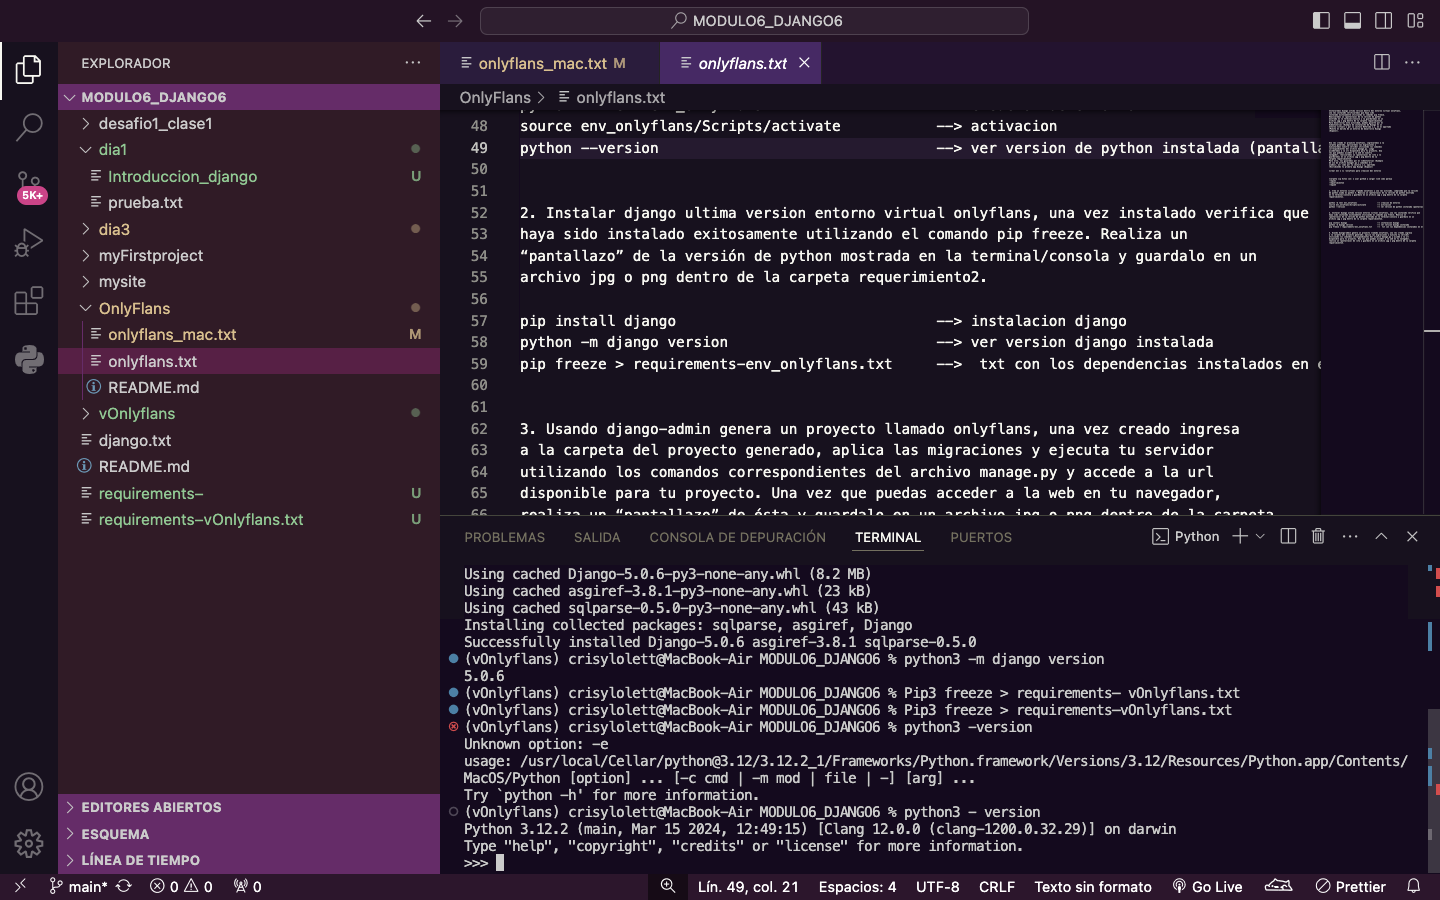 MODULO6_DJANGO6
EXPLORADOR
MODULO6_DJANGO6
desafio1_clase1
dia1
Introduccion_django U
prueba.txt
dia3
myFirstproject
mysite
OnlyFlans
onlyflans_mac.txt M
onlyflans.txt
README.md
vOnlyflans
django.txt
README.md
requirements- U
requirements-vOnlyflans.txt U
5K+
EDITORES ABIERTOS
ESQUEMA
LÍNEA DE TIEMPO
onlyflans_mac.txt M onlyflans.txt
OnlyFlans > onlyflans.txt
48 source env_onlyflans/Scripts/activate --> activacion
49 python --version --> ver version de python instalada (pantalla
50
51
52 2. Instalar django ultima version entorno virtual onlyflans, una vez instalado verifica que
53 haya sido instalado exitosamente utilizando el comando pip freeze. Realiza un
54 “pantallazo” de la versión de python mostrada en la terminal/consola y guardalo en un
55 archivo jpg o png dentro de la carpeta requerimiento2.
56
57 pip install django --> instalacion django
58 python -m django version --> ver version django instalada
59 pip freeze > requirements-env_onlyflans.txt --> txt con los dependencias instalados en e
60
61
62 3. Usando django-admin genera un proyecto llamado onlyflans, una vez creado ingresa
63 a la carpeta del proyecto generado, aplica las migraciones y ejecuta tu servidor
64 utilizando los comandos correspondientes del archivo manage.py y accede a la url
65 disponible para tu proyecto. Una vez que puedas acceder a la web en tu navegador,
66 realiza un “pantallazo” de ésta y guardalo en un archivo jpg o png dentro de la carpeta
PROBLEMAS SALIDA CONSOLA DE DEPURACIÓN TERMINAL PUERTOS Python
Using cached Django-5.0.6-py3-none-any.whl (8.2 MB)
Using cached asgiref-3.8.1-py3-none-any.whl (23 kB)
Using cached sqlparse-0.5.0-py3-none-any.whl (43 kB)
Installing collected packages: sqlparse, asgiref, Django
Successfully installed Django-5.0.6 asgiref-3.8.1 sqlparse-0.5.0
(vOnlyflans) crisylolett@MacBook-Air MODULO6_DJANGO6 % python3 -m django version
5.0.6
(vOnlyflans) crisylolett@MacBook-Air MODULO6_DJANGO6 % Pip3 freeze > requirements- vOnlyflans.txt
(vOnlyflans) crisylolett@MacBook-Air MODULO6_DJANGO6 % Pip3 freeze > requirements-vOnlyflans.txt
(vOnlyflans) crisylolett@MacBook-Air MODULO6_DJANGO6 % python3 -version
Unknown option: -e
usage: /usr/local/Cellar/python@3.12/3.12.2_1/Frameworks/Python.framework/Versions/3.12/Resources/Python.app/Contents/
MacOS/Python [option] ... [-c cmd | -m mod | file | -] [arg] ...
Try `python -h' for more information.
(vOnlyflans) crisylolett@MacBook-Air MODULO6_DJANGO6 % python3 - version
Python 3.12.2 (main, Mar 15 2024, 12:49:15) [Clang 12.0.0 (clang-1200.0.32.29)] on darwin
Type "help", "copyright", "credits" or "license" for more information.
>>>
main* 0 0 0 Lín. 49, col. 21 Espacios: 4 UTF-8 CRLF Texto sin formato Go Live Prettier